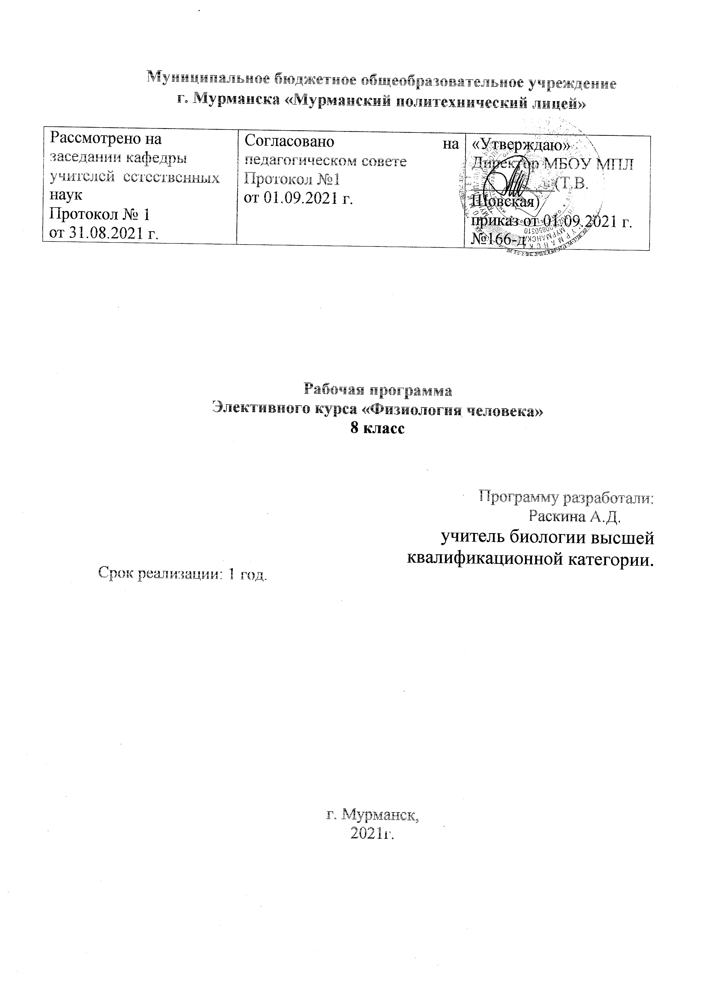 Муниципальное бюджетное общеобразовательное учреждение
г. Мурманска «Мурманский политехнический лицей»
Рассмотрено на
заседании кафедры
учителей естественных
наук
Протокол № 1
от 31.08.2021 г.
Согласовано на
педагогическом совете
Протокол №1
от 01.09.2021 г.
«Утверждаю»
Директор МБОУ МПЛ
(Т.В.
Шовская)
приказ от 01.09.2021 г.
№166-д
Рабочая программа
Элективного курса «Физиология человека»
8 класс
Программу разработали:
Раскина А.Д.
учитель биологии высшей
квалификационной категории.
Срок реализации: 1 год.
г. Мурманск,
2021г.